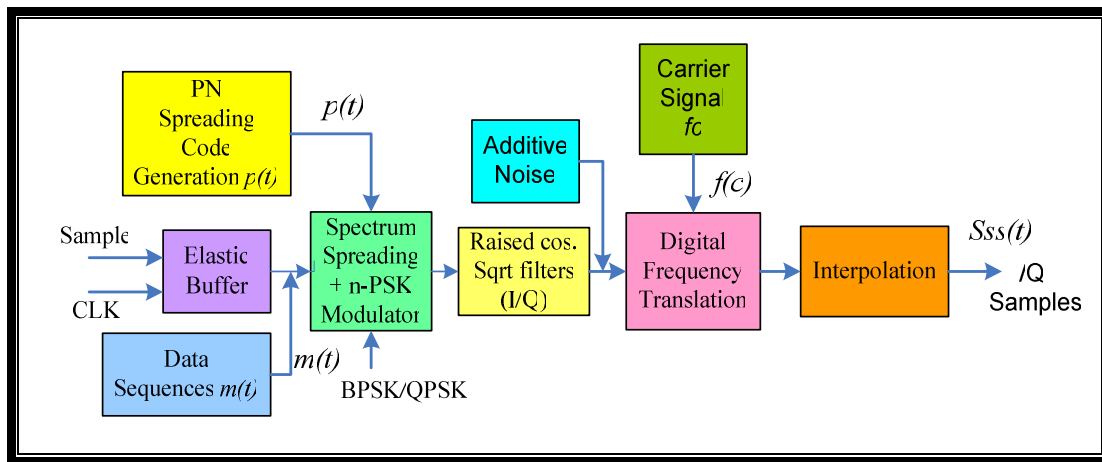 PN
Spreading
Code
Generation p(t)
p(t)
Carrier
Signal
fc
f(c)
Additive
Noise
Sample
CLK
Elastic
Buffer
Spectrum
Spreading
+ n-PSK
Modulator
Raised cos.
Sqrt filters
(I/Q)
Digital
Frequency
Translation
Interpolation
Sss(t)
/Q
Samples
Data
Sequences m(t)
m(t)
BPSK/QPSK